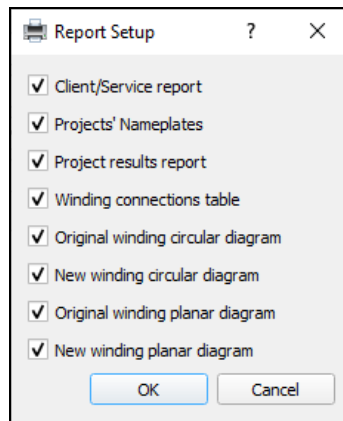 Report Setup ?
Client/Service report
Projects' Nameplates
Project results report
Winding connections table
Original winding circular diagram
New winding circular diagram
Original winding planar diagram
New winding planar diagram
OK Cancel